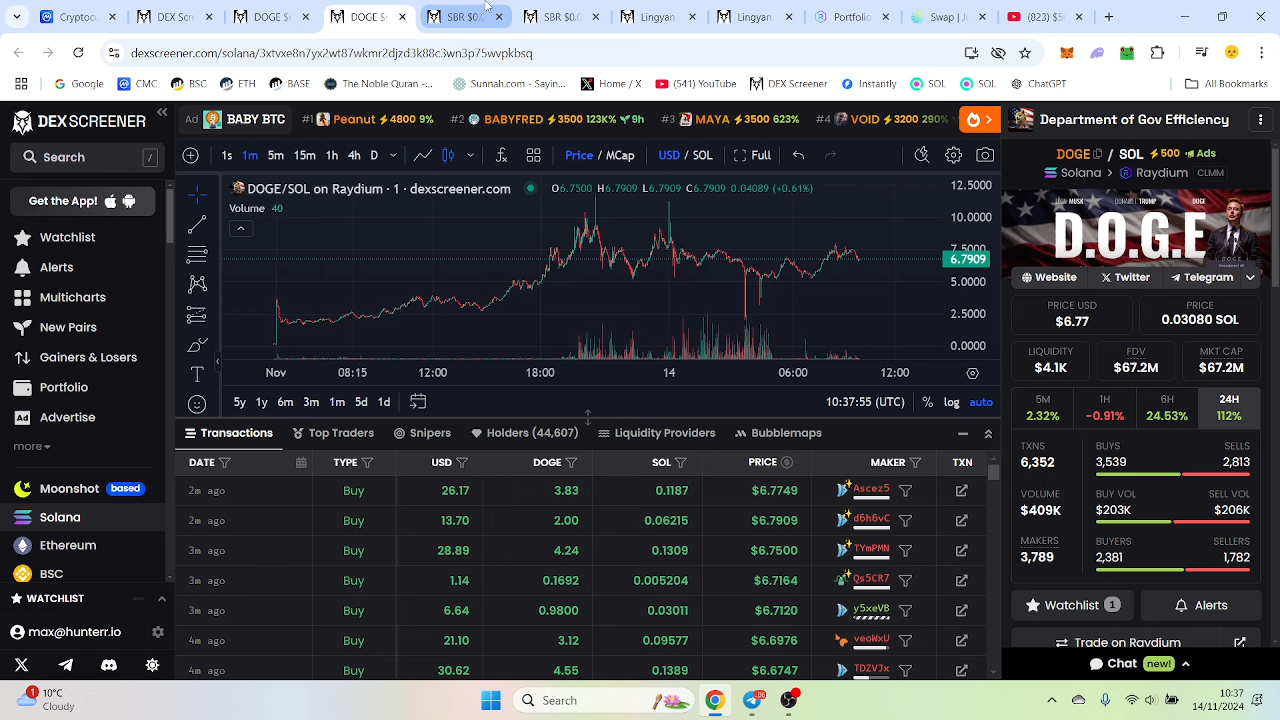 Cryptoc
DEX Scre
DOGE $
DOGE $
SBR $0
SBR $0
Lingyan
Lingyan
Portfolio
Swap | J
(823) $5
dexscreener.com/solana/3xtvxe8n7yx2wt87wkmr2djzd3k88c3wn3p75wvpkbsq
Google
CMC
BSC
ETH
BASE
The Noble Quran -...
Sunnah.com - Sayin...
Home / X
(541) YouTube
DEX Screener
Instantly
SOL
SOL
ChatGPT
All Bookmarks
DEXSCREENER
Search /
Get the App
Watchlist
Alerts
Multicharts
New Pairs
Gainers & Losers
Portfolio
Advertise
more
Moonshot based
Solana
Ethereum
BSC
WATCHLIST
max@hunterr.io
Ad BABY BTC
#1 Peanut 4800 9%
#2 BABYFRED 3500 123K% 9h
#3 MAYA 3500 623%
#4 VOID 3200 290%
1s 1m 5m 15m 1h 4h D
Price / MCap
USD / SOL
Full
DOGE/SOL on Raydium · 1 · dexscreener.com
O6.7500 H6.7909 L6.7909 C6.7909 0.04089 (+0.61%)
Volume 40
12.5000
10.0000
7.5000
6.7909
5.0000
2.5000
0.0000
Nov 08:15 12:00 18:00 14 06:00 12:00
5y 1y 6m 3m 1m 5d 1d
10:37:55 (UTC) % log auto
Transactions
Top Traders
Snipers
Holders (44,607)
Liquidity Providers
Bubblemaps
DATE TYPE USD DOGE SOL PRICE MAKER TXN
2m ago Buy 26.17 3.83 0.1187 $6.7749 Ascez5
2m ago Buy 13.70 2.00 0.06215 $6.7909 d6h6vC
3m ago Buy 28.89 4.24 0.1309 $6.7500 TYmPMN
3m ago Buy 1.14 0.1692 0.005204 $6.7164 Qs5CR7
3m ago Buy 6.64 0.9800 0.03011 $6.7120 y5xeVB
4m ago Buy 21.10 3.12 0.09577 $6.6976 veoWxU
4m ago Buy 30.62 4.55 0.1389 $6.6747 TDZVJx
Department of Gov Efficiency
DOGE / SOL 500 Ads
Solana > Raydium CLMM
ELON MUSK DONALD J. TRUMP DOGE
D.O.G.E
Website
Twitter
Telegram
PRICE USD
$6.77
PRICE
0.03080 SOL
LIQUIDITY
$4.1K
FDV
$67.2M
MKT CAP
$67.2M
5M
2.32%
1H
-0.91%
6H
24.53%
24H
112%
TXNS
6,352
BUYS
3,539
SELLS
2,813
VOLUME
$409K
BUY VOL
$203K
SELL VOL
$206K
MAKERS
3,789
BUYERS
2,381
SELLERS
1,782
Watchlist 1
Alerts
Trade on Raydium
Chat new!
1
10°C
Cloudy
Search
10:37
14/11/2024